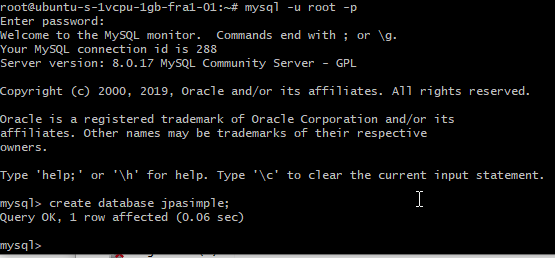 root@ubuntu-s-1vcpu-1gb-fra1-01:~# mysql -u root -p
Enter password:
Welcome to the MySQL monitor.  Commands end with ; or \g.
Your MySQL connection id is 288
Server version: 8.0.17 MySQL Community Server - GPL
Copyright (c) 2000, 2019, Oracle and/or its affiliates. All rights reserved.
Oracle is a registered trademark of Oracle Corporation and/or its
affiliates. Other names may be trademarks of their respective
owners.
Type 'help;' or '\h' for help. Type '\c' to clear the current input statement.
mysql> create database jpasimple;
Query OK, 1 row affected (0.06 sec)
mysql>